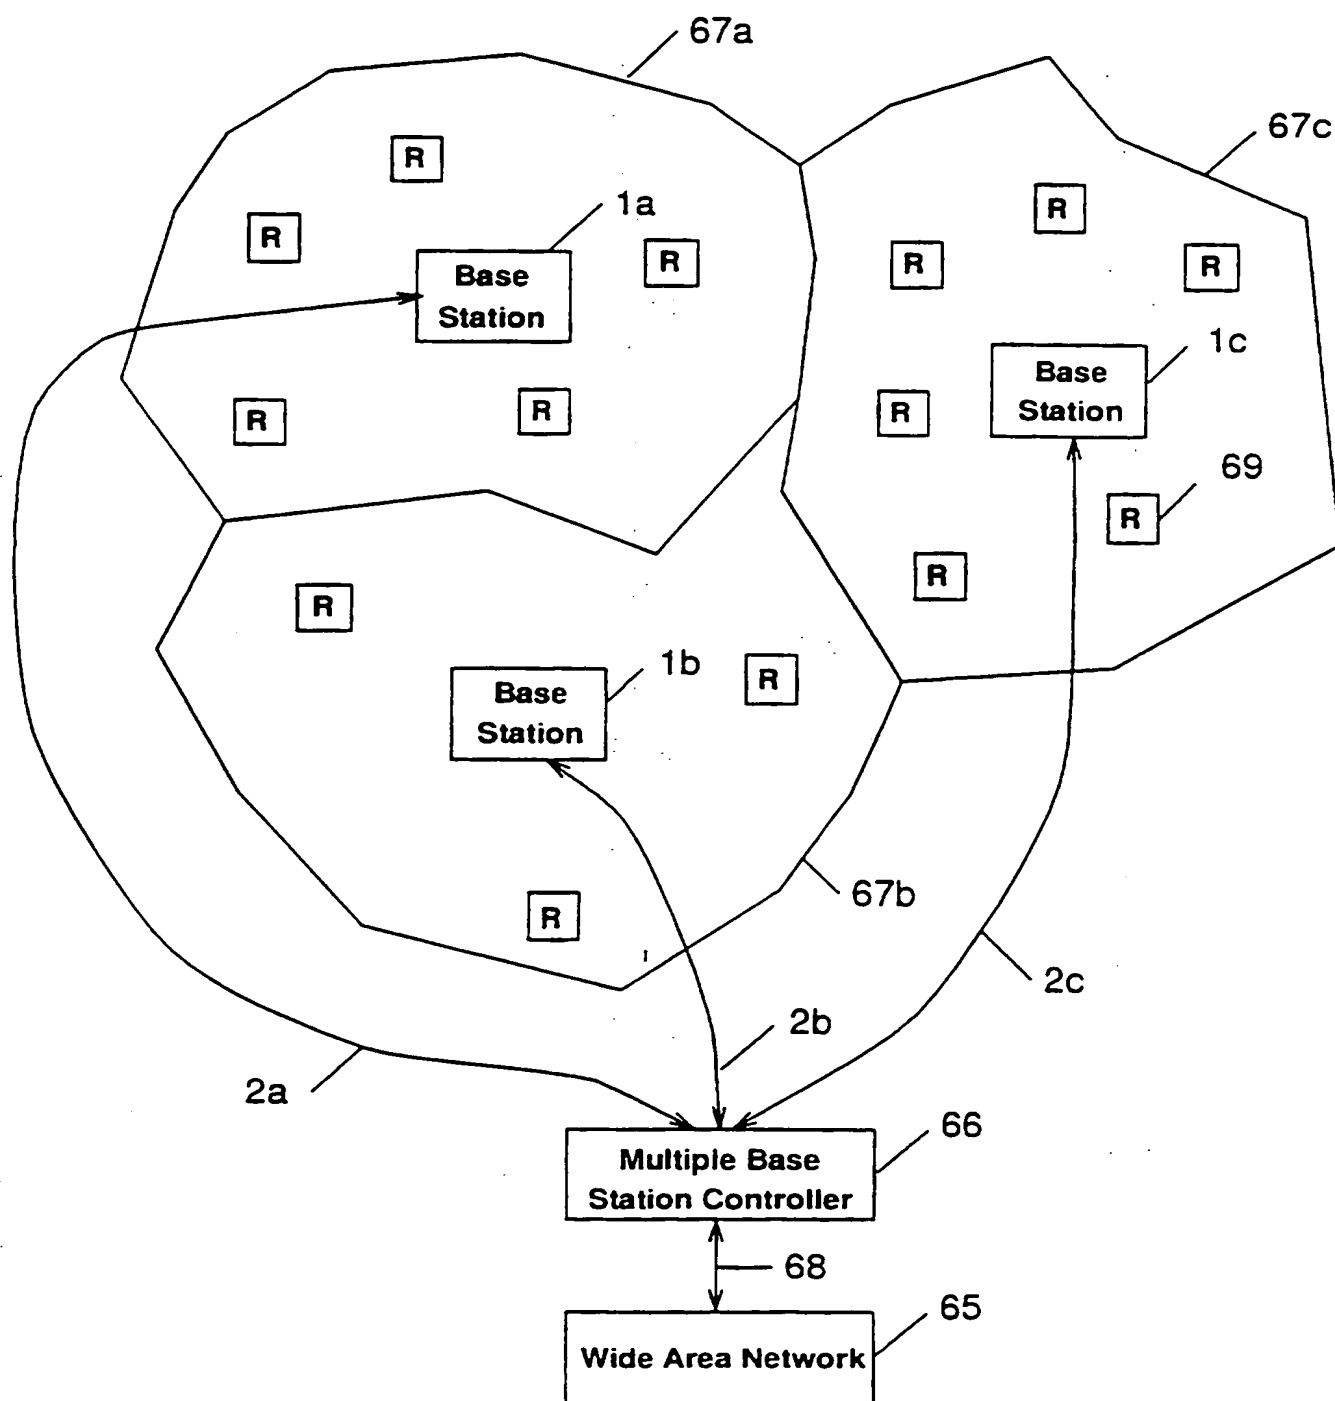 67a
67c
R
1a
R
R
R
R
R
Base
Station
1c
Base
Station
R
R
R
69
R
R
R
1b
R
Base
Station
67b
R
2c
2b
2a
66
Multiple Base
Station Controller
68
65
Wide Area Network